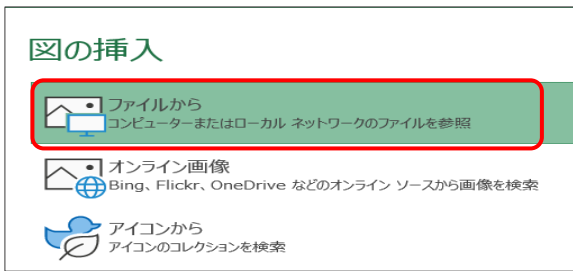 図の挿入
ファイルから
コンピューターまたはローカル ネットワークのファイルを参照
オンライン画像
Bing、Flickr、OneDrive などのオンライン ソースから画像を検索
アイコンから
アイコンのコレクションを検索